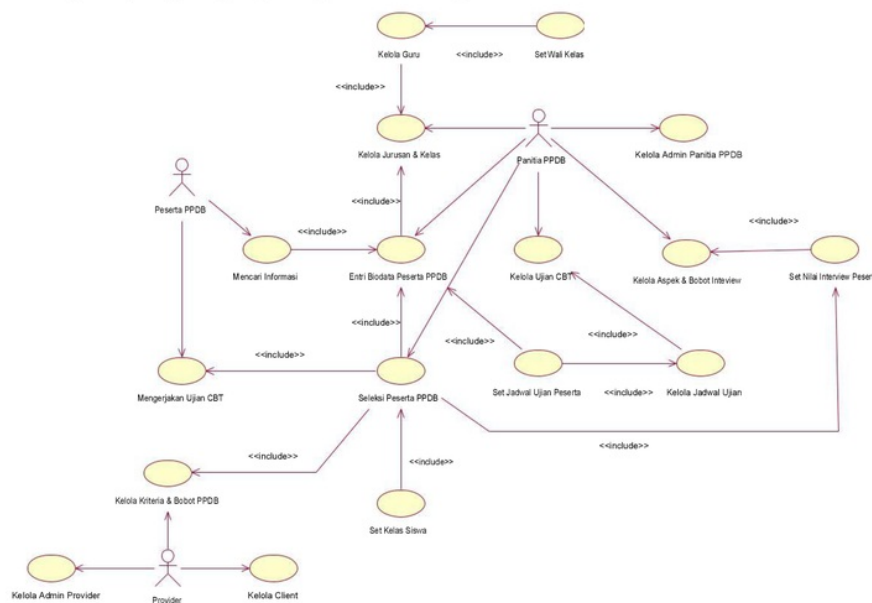 Kelola Guru
<<include>>
Set Wali Kelas
<<include>>
Kelola Jurusan & Kelas
Panitia PPDB
Kelola Admin Panitia PPDB
Peserta PPDB
<<include>>
<<include>>
<<include>>
Mencari Informasi
Entri Biodata Peserta PPDB
Kelola Ujian CBT
Kelola Aspek & Bobot Inteview
Set Nilai Interview Peser
<<include>>
<<include>>
<<include>>
Mengerjakan Ujian CBT
Seleksi Peserta PPDB
Set Jadwal Ujian Peserta
<<include>>
Kelola Jadwal Ujian
<<include>>
<<include>>
<<include>>
Kelola Kriteria & Bobot PPDB
Set Kelas Siswa
Kelola Admin Provider
Provider
Kelola Client